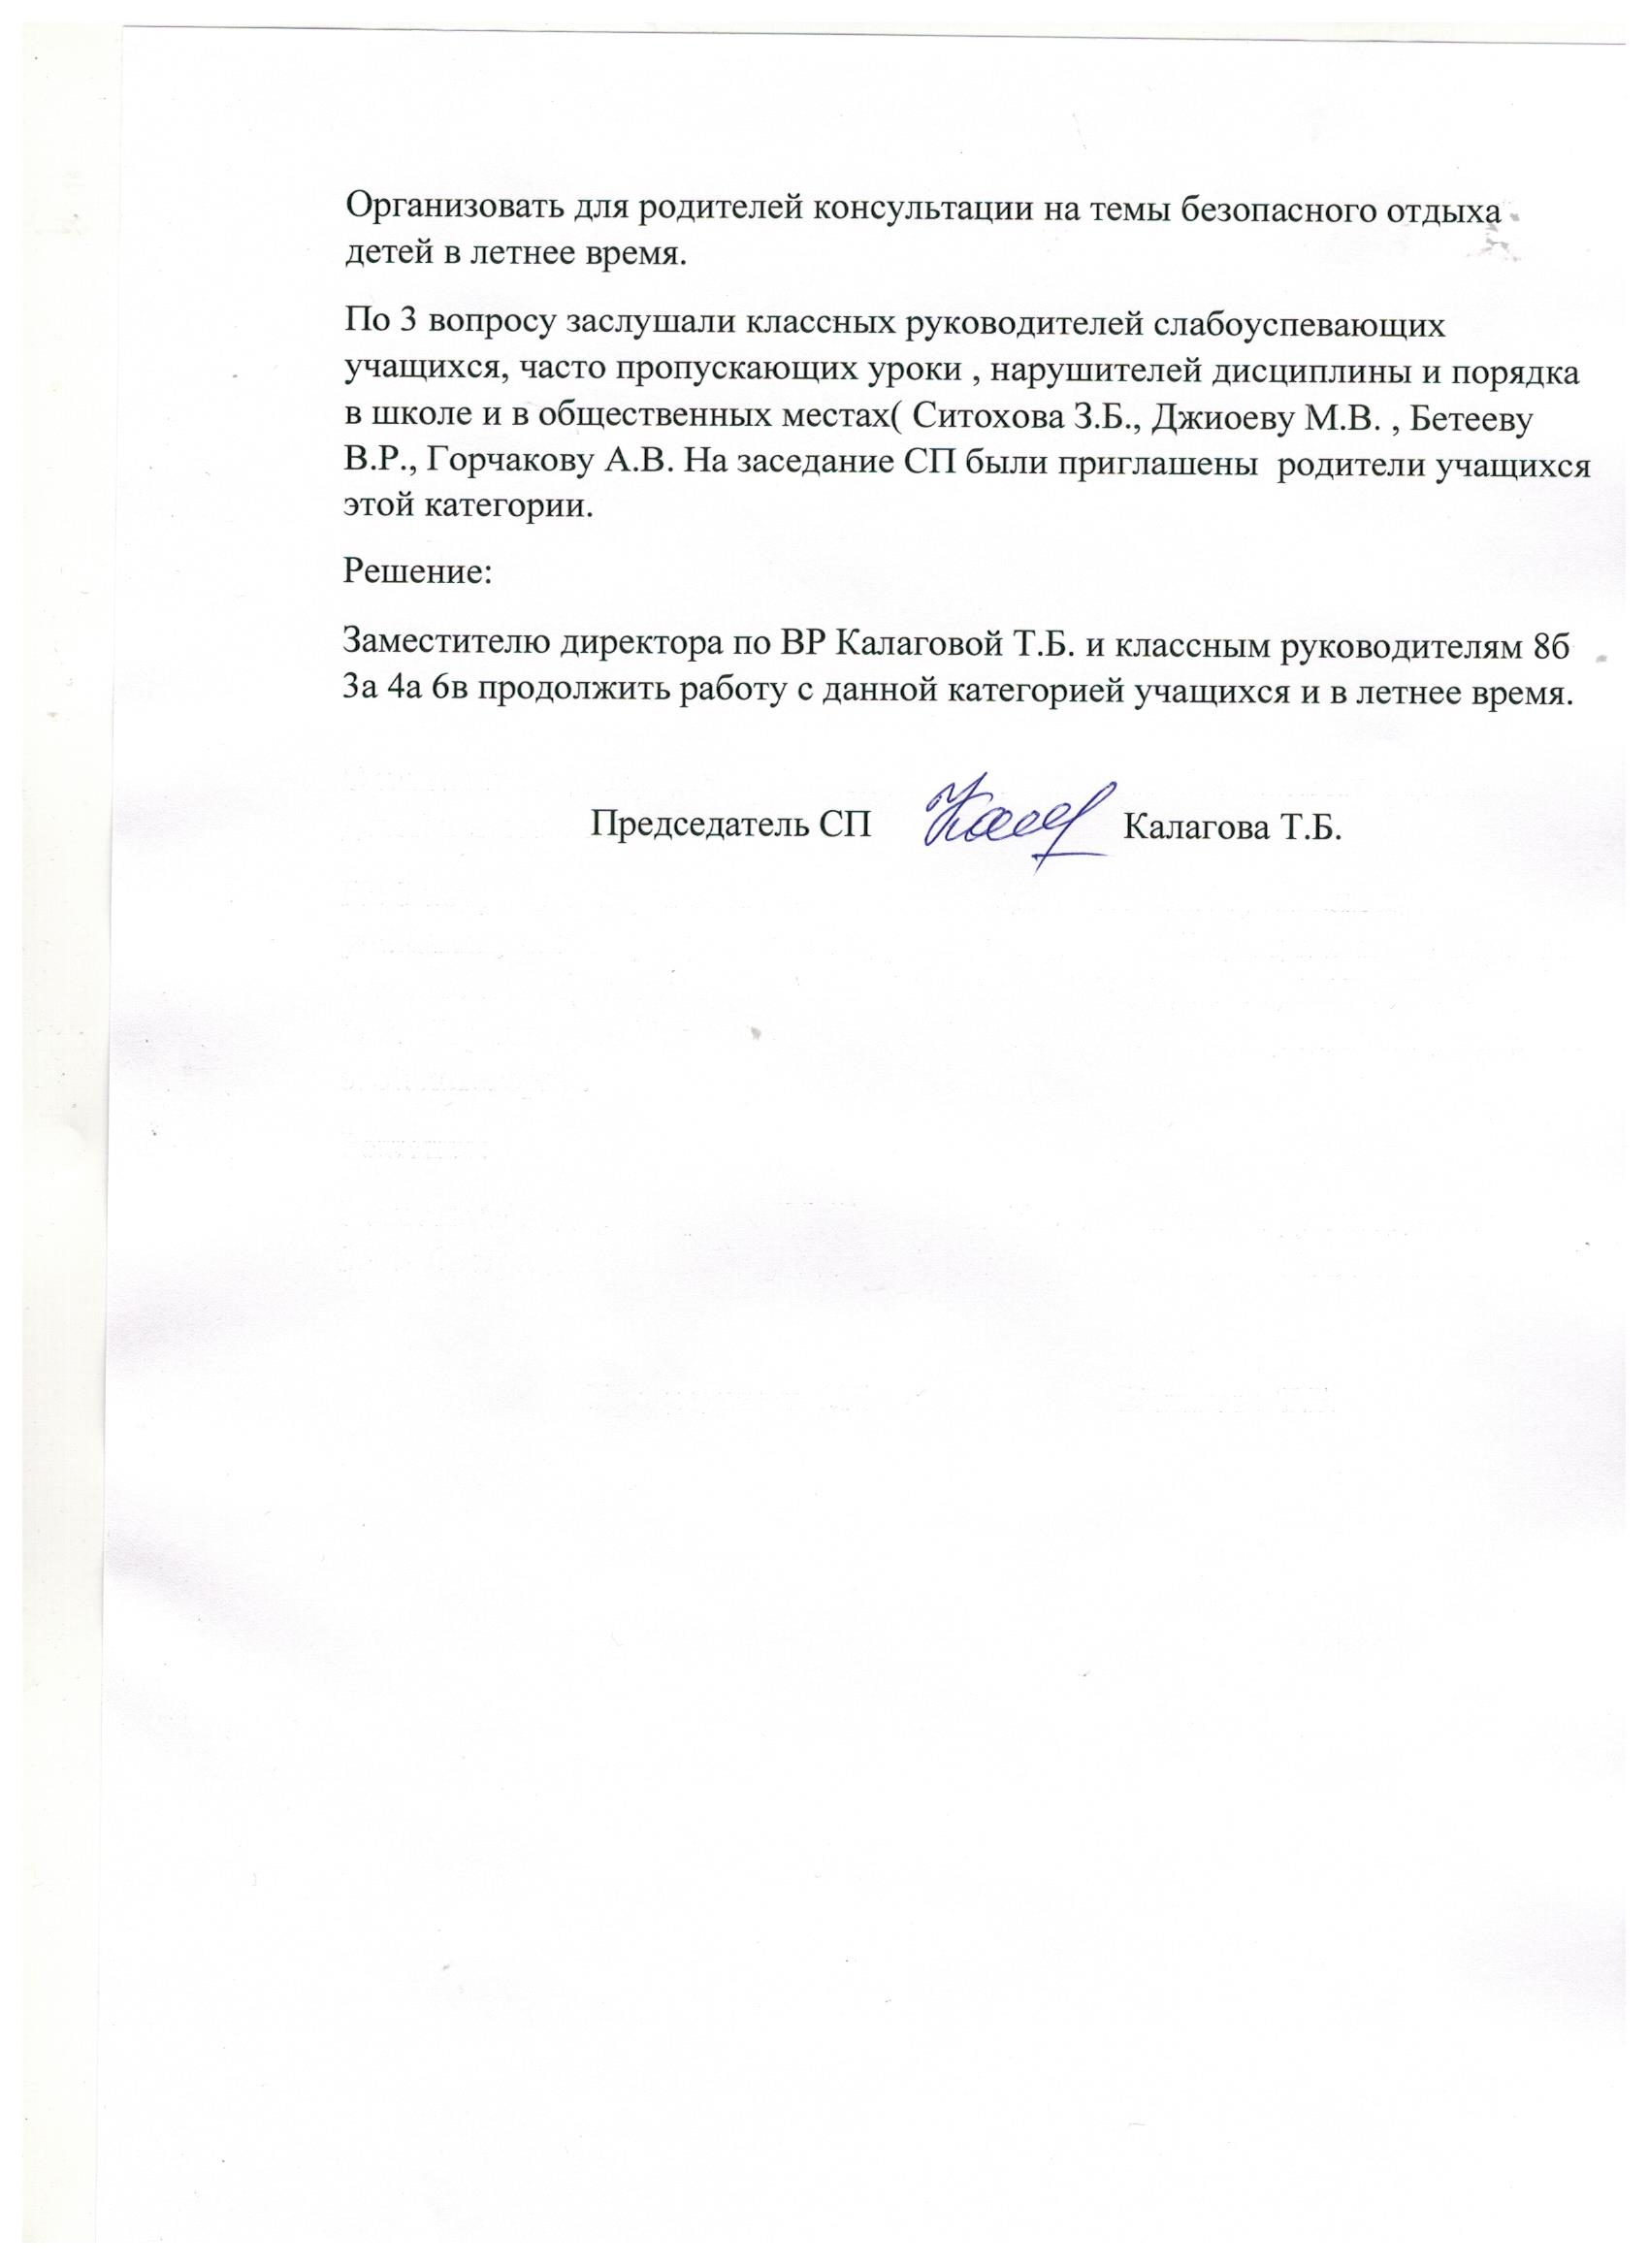 Организовать для родителей консультации на темы безопасного отдыха
детей в летнее время.
По 3 вопросу заслушали классных руководителей слабоуспевающих
учащихся, часто пропускающих уроки , нарушителей дисциплины и порядка
в школе и в общественных местах( Ситохова З.Б., Джиоеву М.В. , Бетееву
В.Р., Горчакову А.В. На заседание СП были приглашены  родители учащихся
этой категории.
Решение:
Заместителю директора по ВР Калаговой Т.Б. и классным руководителям 8б
3а 4а 6в продолжить работу с данной категорией учащихся и в летнее время.
Председатель СП Калагова Т.Б.